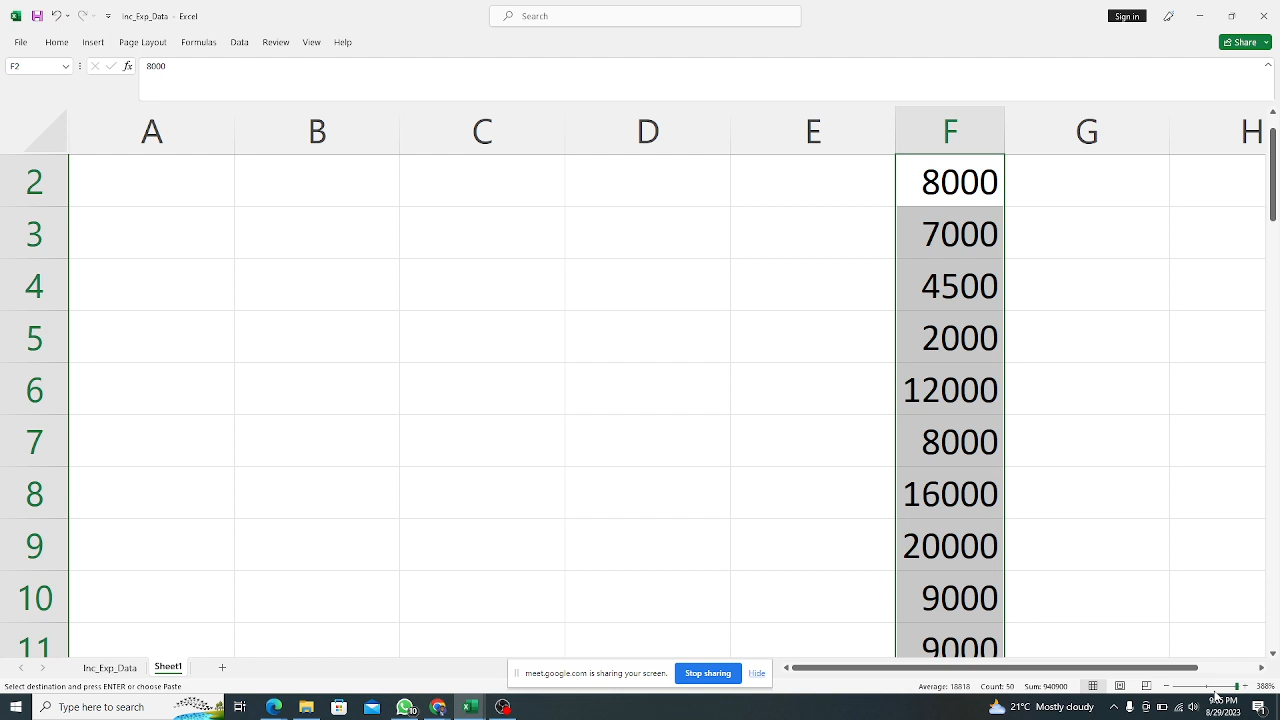 Inc_Exp_Data - Excel
Search
Sign in
File Home Insert Page Layout Formulas Data Review View Help
Share
F2
fx
8000
A B C D E F G H
2 8000
3 7000
4 4500
5 2000
6 12000
7 8000
8 16000
9 20000
10 9000
11 9000
Inc_Exp_Data Sheet1
meet.google.com is sharing your screen. Stop sharing Hide
Select destination and press ENTER or choose Paste
Average: 18818 Count: 50 Sum: 940900
388%
Type here to search
21°C Mostly cloudy
9:05 PM
8/29/2023